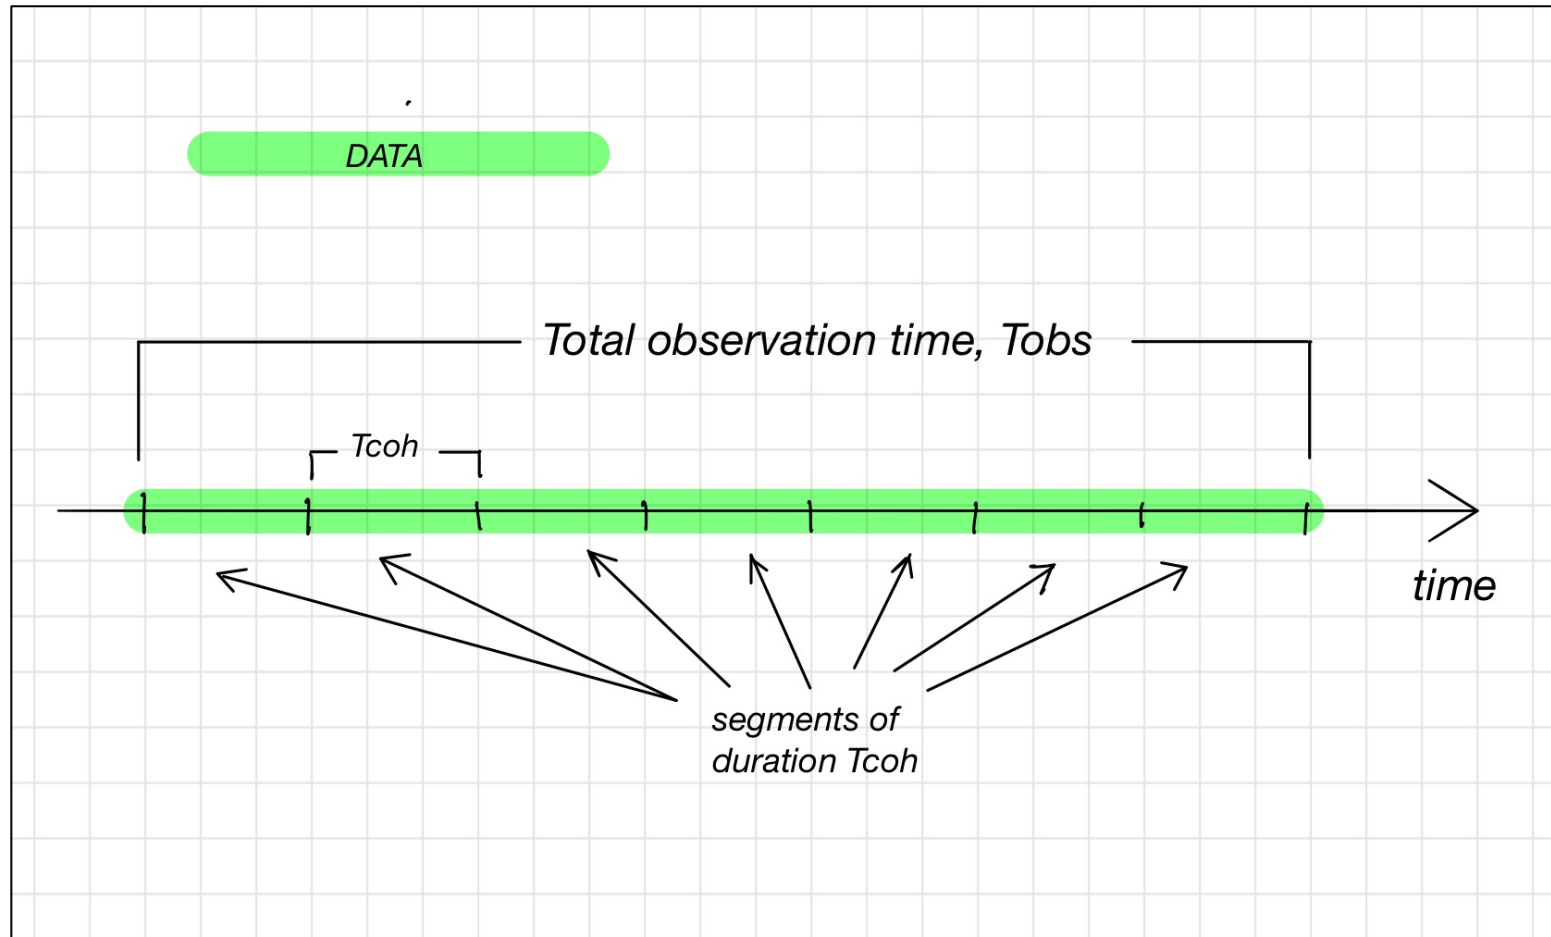 DATA
Total observation time, Tobs
Tcoh
time
segments of
duration Tcoh